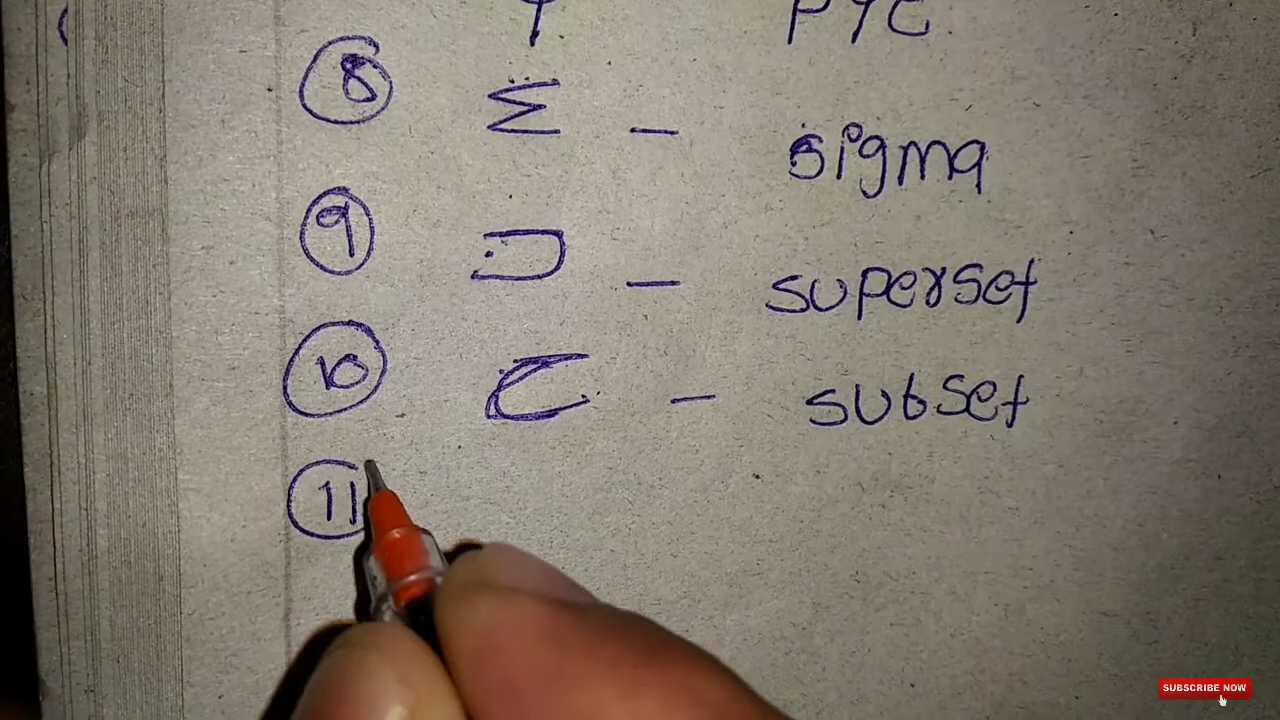 ⑧ Σ – sigma
⑨ ⊃ – superset
⑩ ⊂ – subset
⑪
SUBSCRIBE NOW